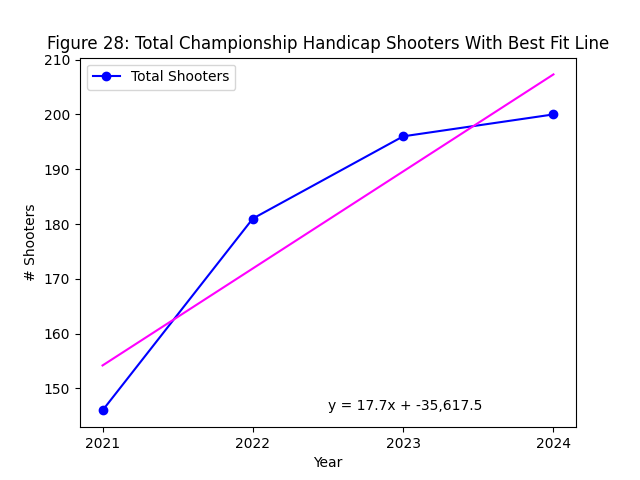 Figure 28: Total Championship Handicap Shooters With Best Fit Line
210
Total Shooters
200
190
180
170
160
150
# Shooters
y = 17.7x + -35,617.5
2021 2022 2023 2024
Year